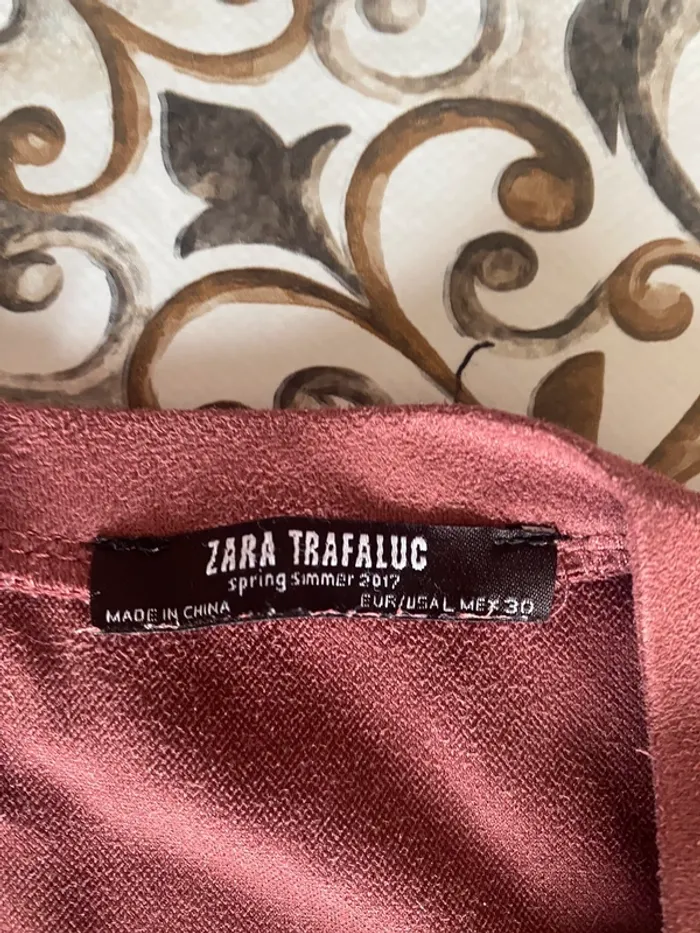 ZARA TRAFALUC
spring simmer 2017
MADE IN CHINA
EUR/USA L MEX 30